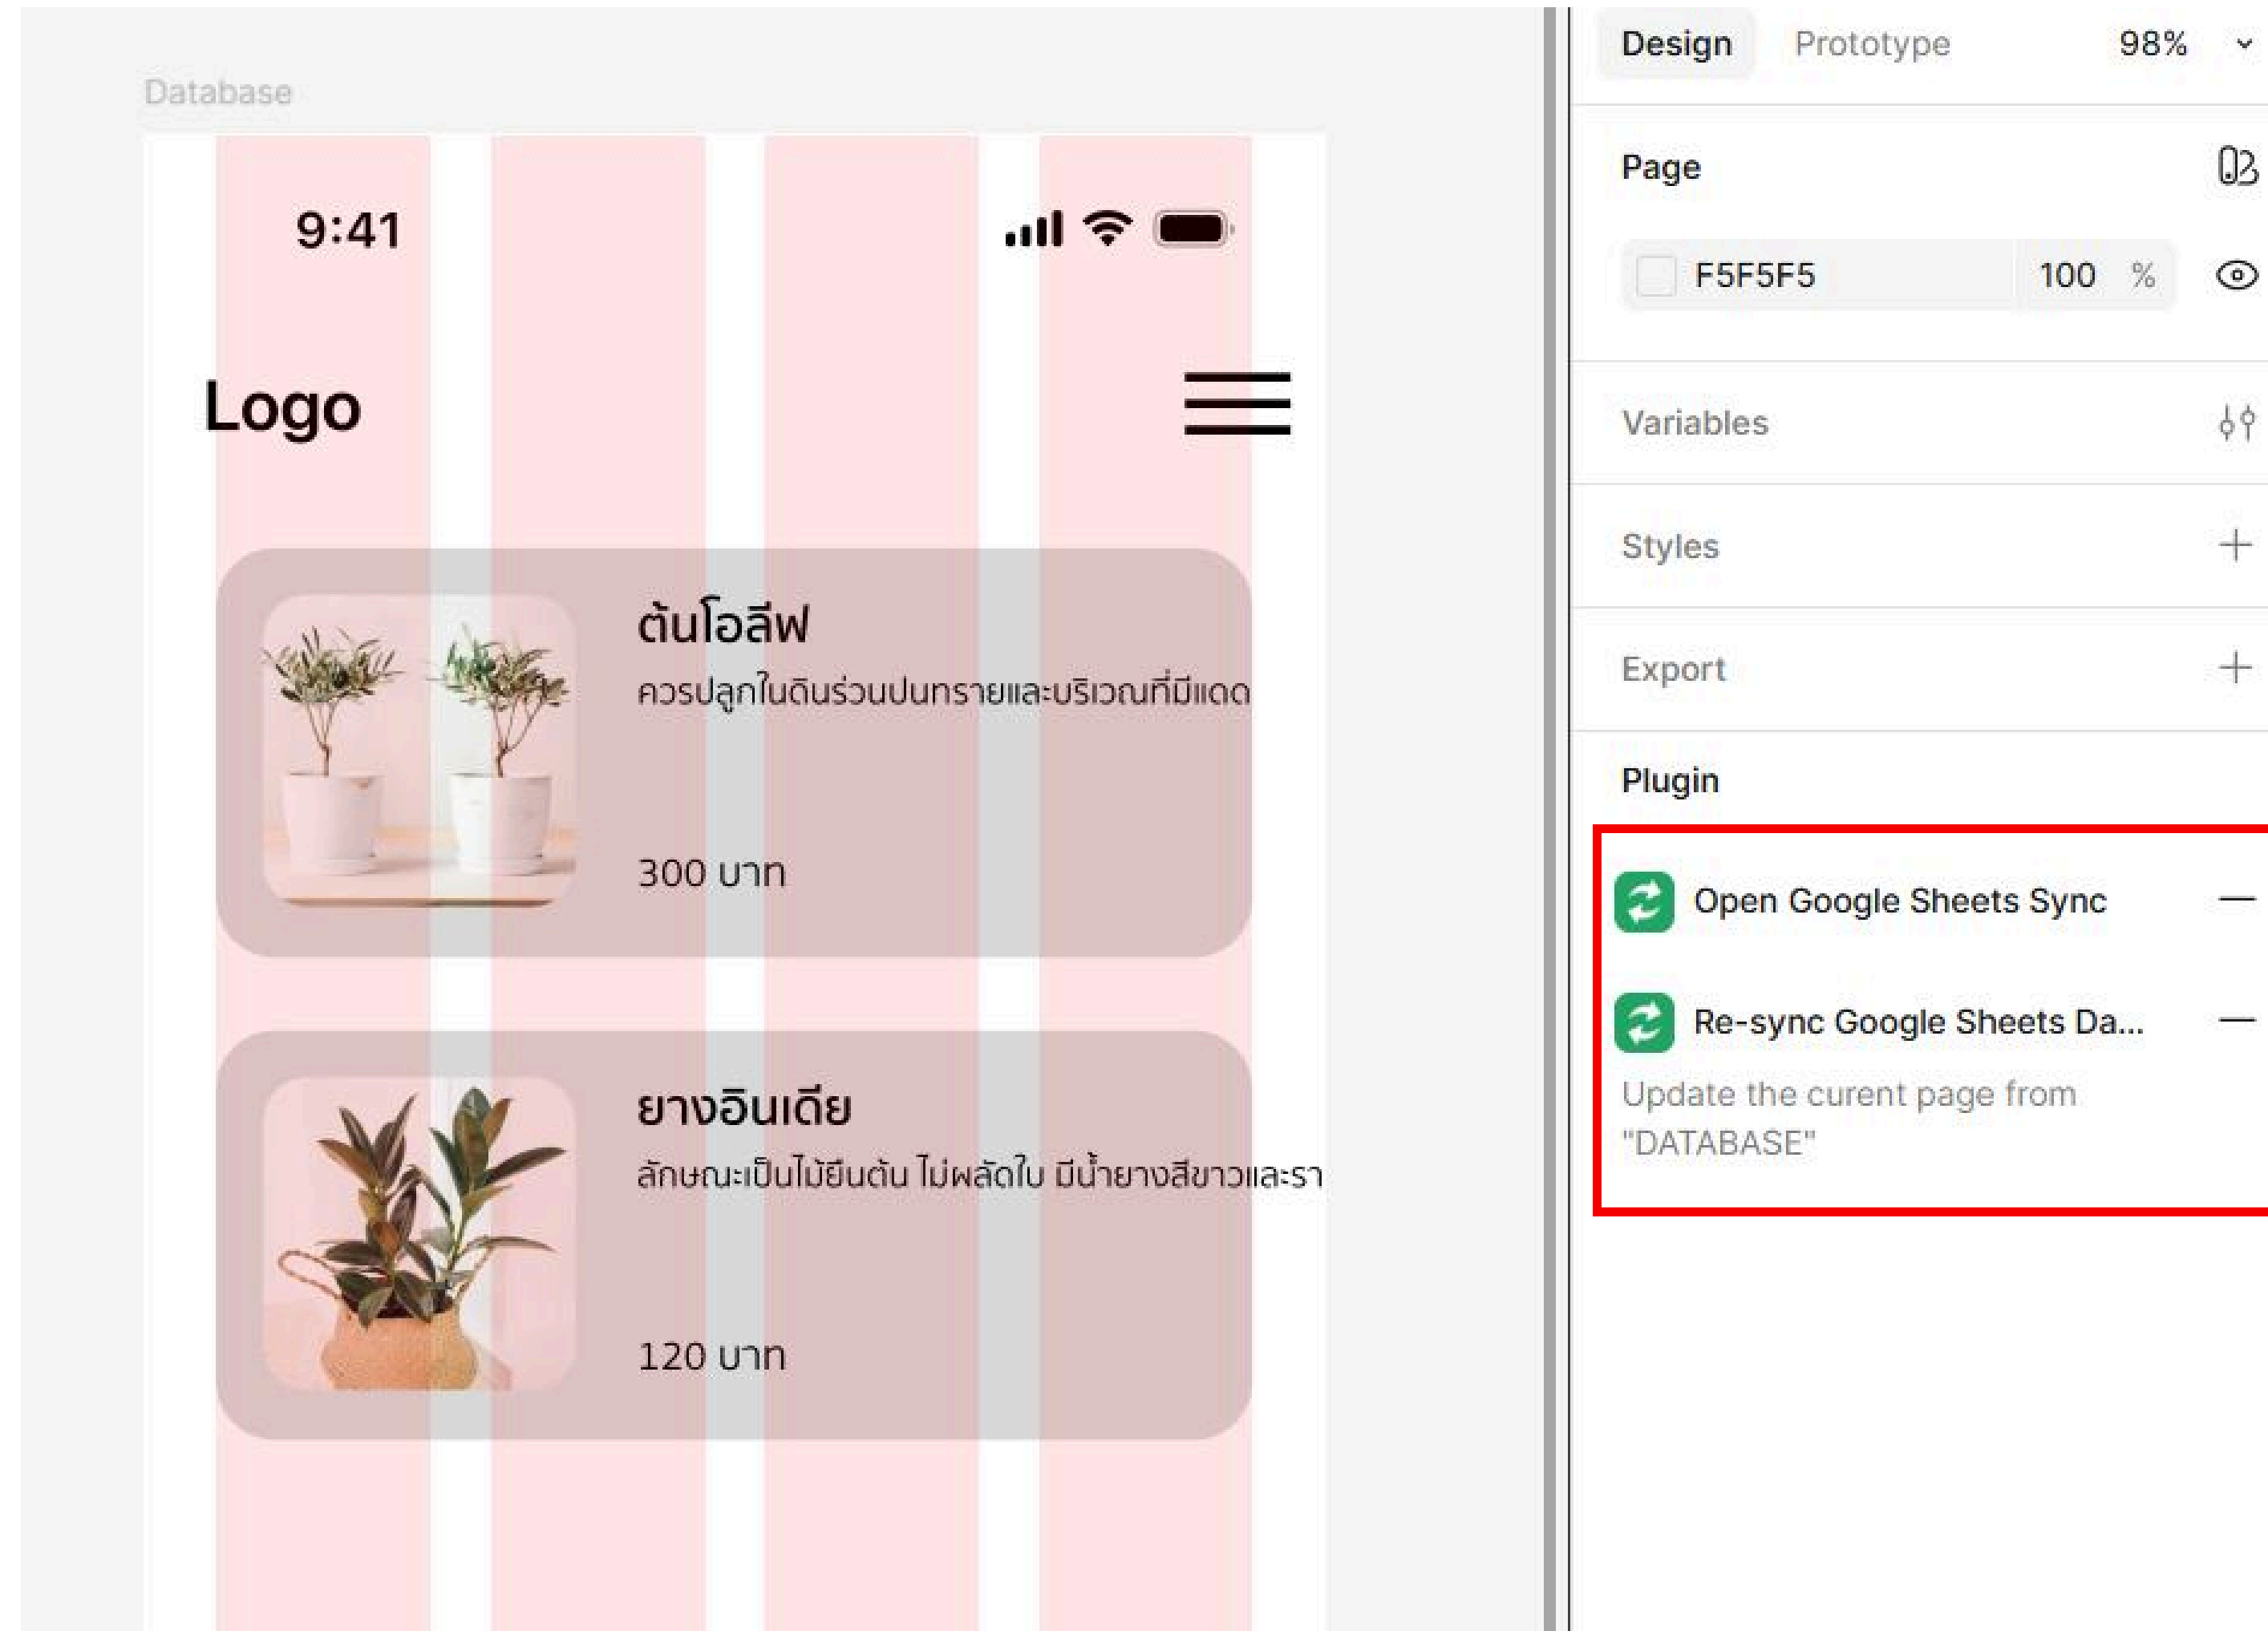 Database
9:41
Logo
ต้นโอลีฟ
ควรปลูกในดินร่วนปนทรายและบริเวณที่มีแดด
300 บาท
ยางอินเดีย
ลักษณะเป็นไม้ยืนต้น ไม่ผลัดใบ มีน้ำยางสีขาวและรา
120 บาท
Design Prototype 98%
Page
F5F5F5 100 %
Variables
Styles
Export
Plugin
Open Google Sheets Sync
Re-sync Google Sheets Da...
Update the curent page from
"DATABASE"